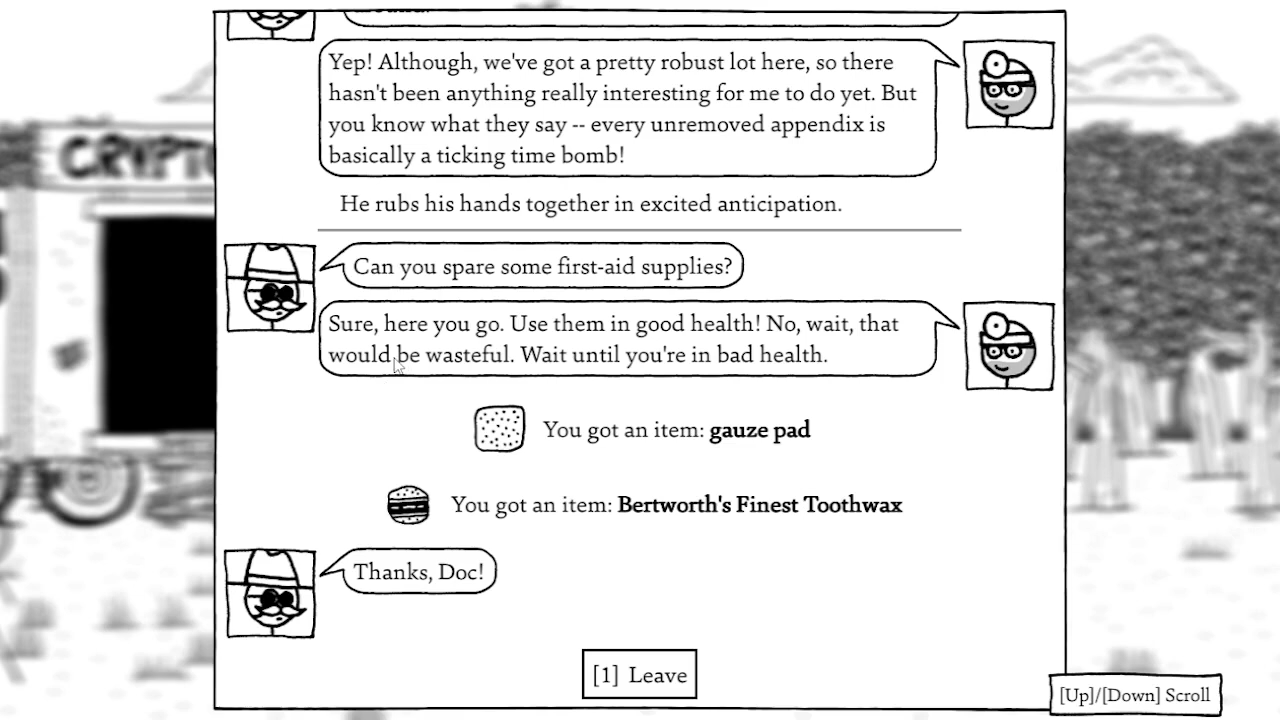 Yep! Although, we've got a pretty robust lot here, so there
hasn't been anything really interesting for me to do yet. But
you know what they say -- every unremoved appendix is
basically a ticking time bomb!
He rubs his hands together in excited anticipation.
Can you spare some first-aid supplies?
Sure, here you go. Use them in good health! No, wait, that
would be wasteful. Wait until you're in bad health.
You got an item: gauze pad
You got an item: Bertworth's Finest Toothwax
Thanks, Doc!
[1] Leave
[Up]/[Down] Scroll